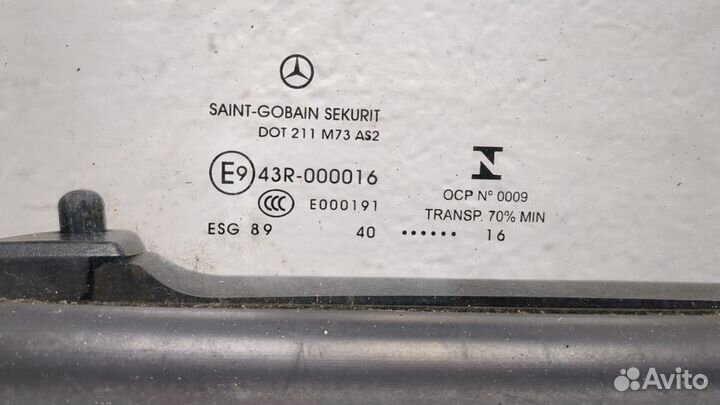 SAINT-GOBAIN SEKURIT
DOT 211 M73 AS2
E9 43R-000016
CCC E000191
ESG 89 40 ...... 16
N
OCP N° 0009
TRANSP. 70% MIN
Avito